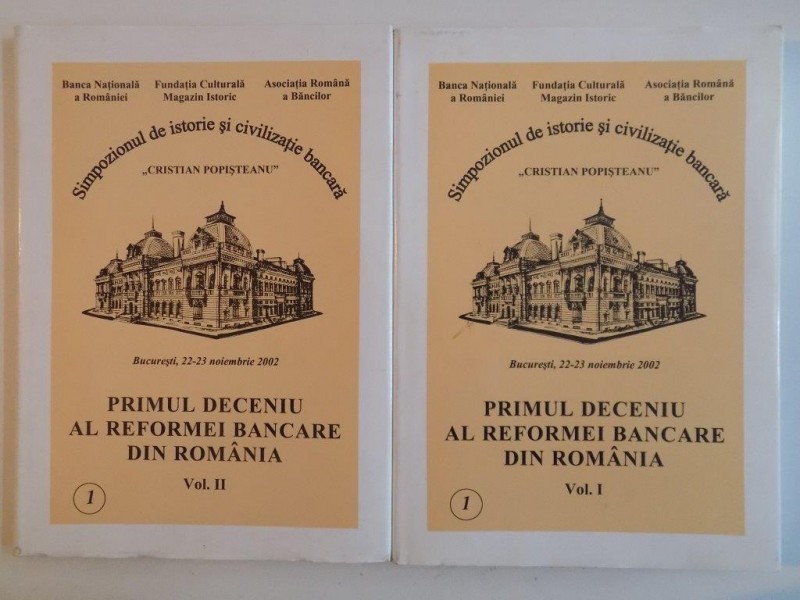 Banca Națională
a României
Fundația Culturală
Magazin Istoric
Asociația Română
a Băncilor
Simpozionul de istorie și civilizație bancară
„CRISTIAN POPIȘTEANU”
București, 22-23 noiembrie 2002
PRIMUL DECENIU
AL REFORMEI BANCARE
DIN ROMÂNIA
Vol. II
1
Banca Națională
a României
Fundația Culturală
Magazin Istoric
Asociația Română
a Băncilor
Simpozionul de istorie și civilizație bancară
„CRISTIAN POPIȘTEANU”
București, 22-23 noiembrie 2002
PRIMUL DECENIU
AL REFORMEI BANCARE
DIN ROMÂNIA
Vol. I
1